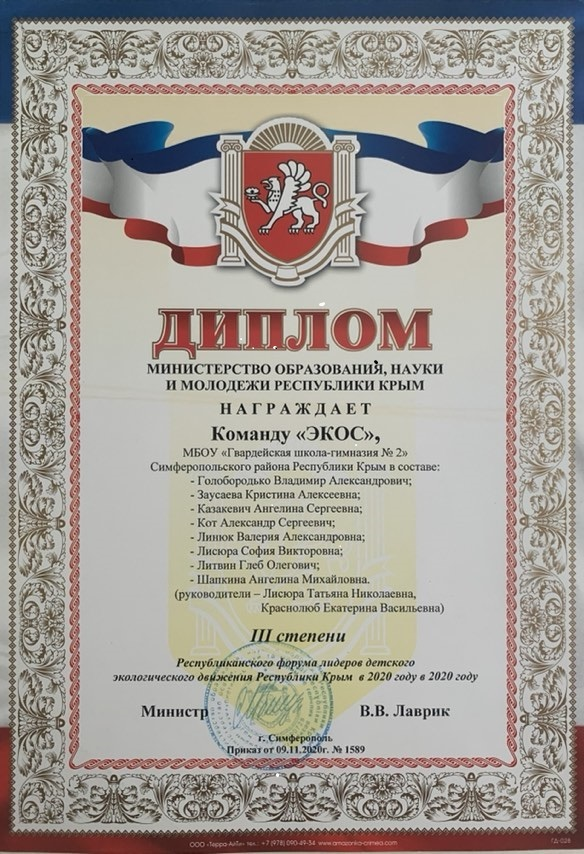 ДИПЛОМ
МИНИСТЕРСТВО ОБРАЗОВАНИЯ, НАУКИ
И МОЛОДЕЖИ РЕСПУБЛИКИ КРЫМ
НАГРАЖДАЕТ
Команду «ЭКОС»,
МБОУ «Гвардейская школа-гимназия № 2»
Симферопольского района Республики Крым в составе:
- Голобородько Владимир Александрович;
- Заусаева Кристина Алексеевна;
- Казакевич Ангелина Сергеевна;
- Кот Александр Сергеевич;
- Линюк Валерия Александровна;
- Лисюра София Викторовна;
- Литвин Глеб Олегович;
- Шапкина Ангелина Михайловна.
(руководители – Лисюра Татьяна Николаевна,
Краснолюб Екатерина Васильевна)
III степени
Республиканского форума лидеров детского
экологического движения Республики Крым в 2020 году в 2020 году
Министр В.В. Лаврик
г. Симферополь
Приказ от 09.11.2020г. № 1589
ООО «Терра-АйТи» тел.: +7 (978) 090-49-34 www.amazonka-crimea.com
ГД-028